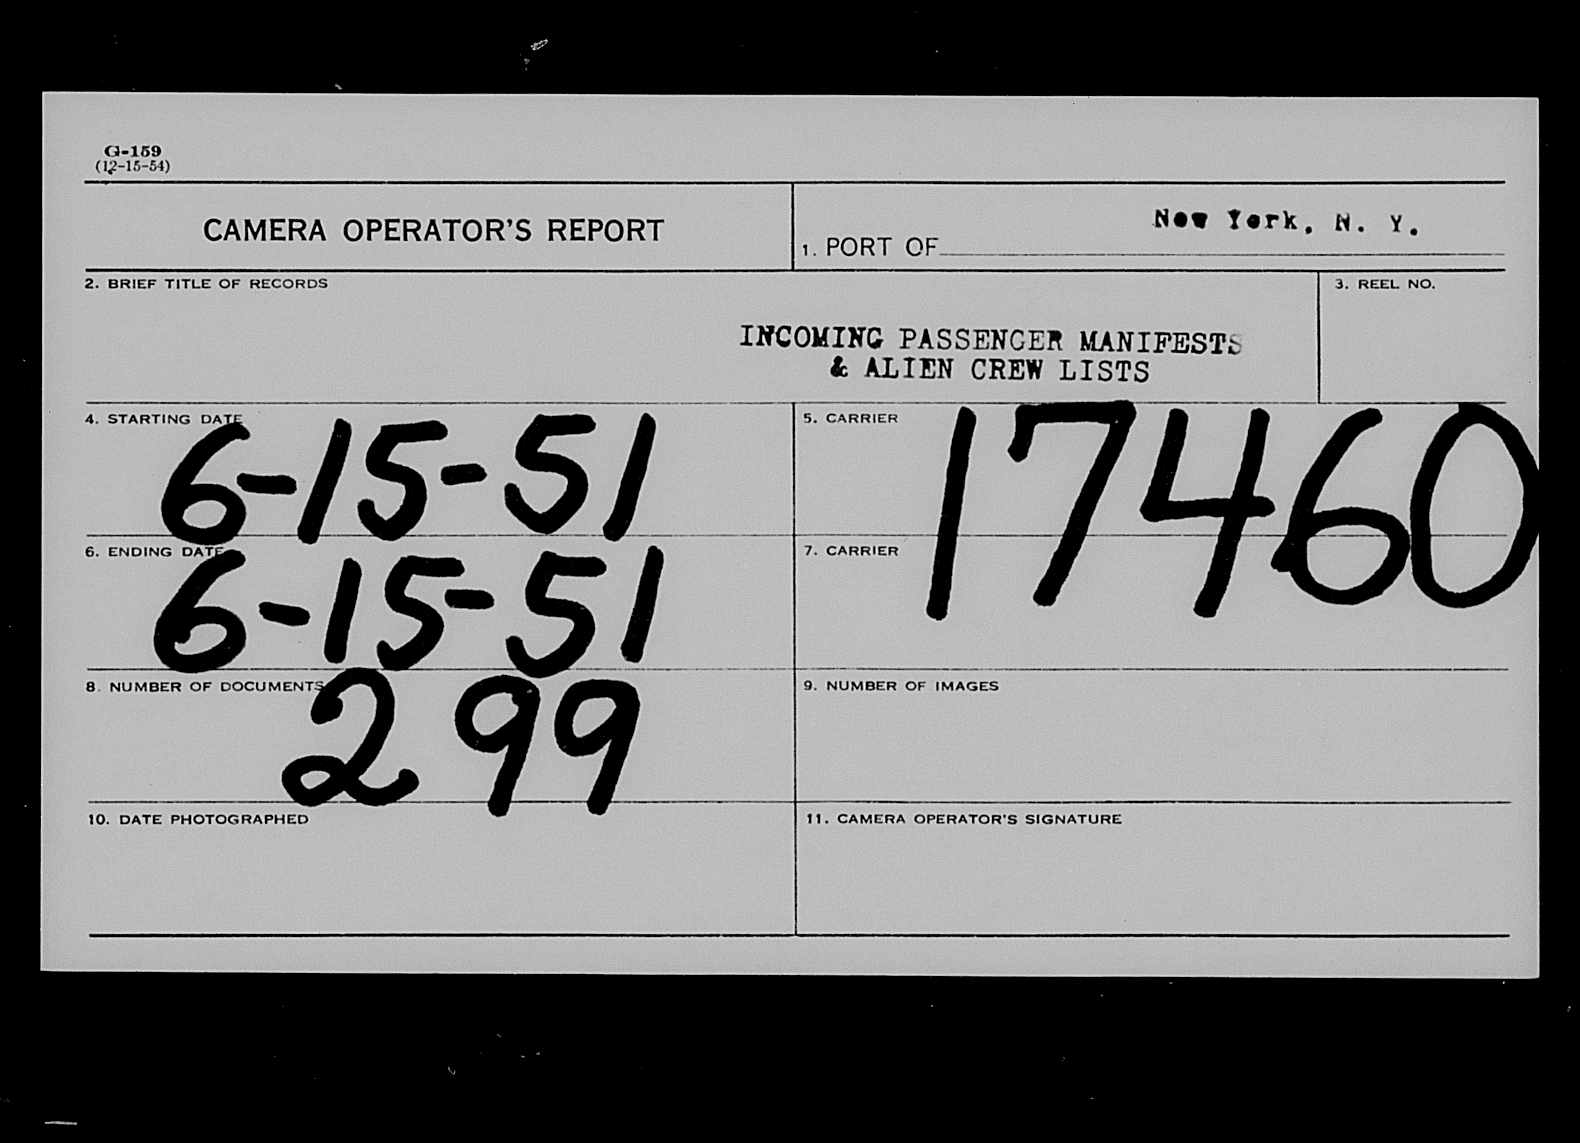 G-159
(12-15-54)
CAMERA OPERATOR'S REPORT
1. PORT OF New York, N. Y.
2. BRIEF TITLE OF RECORDS
INCOMING PASSENGER MANIFESTS
& ALIEN CREW LISTS
3. REEL NO.
4. STARTING DATE
6-15-51
5. CARRIER
17460
6. ENDING DATE
6-15-51
7. CARRIER
8. NUMBER OF DOCUMENTS
299
9. NUMBER OF IMAGES
10. DATE PHOTOGRAPHED
11. CAMERA OPERATOR'S SIGNATURE